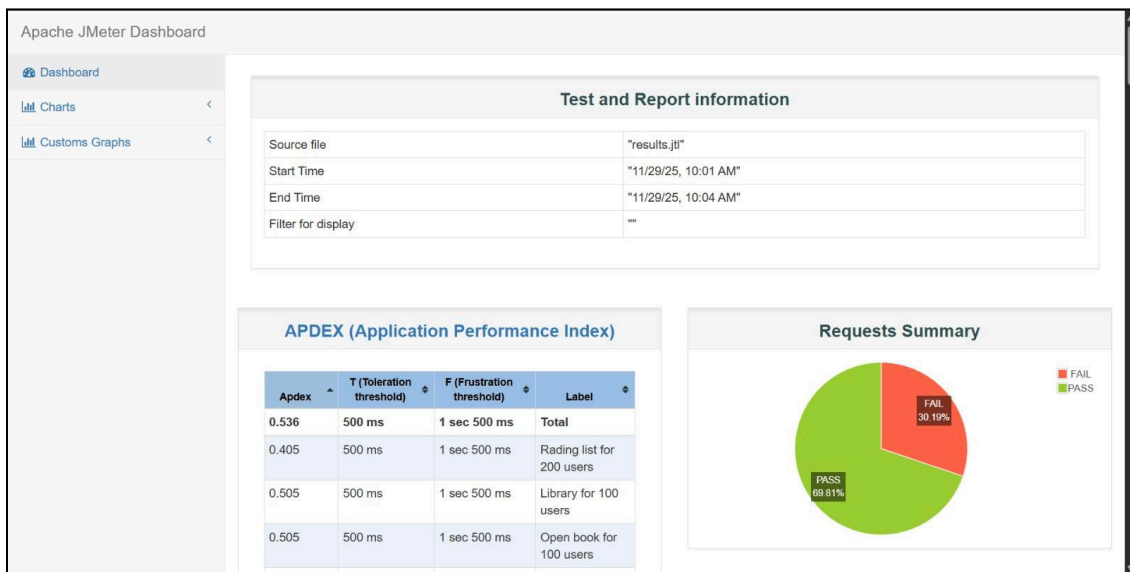 Apache JMeter Dashboard
Dashboard
Charts
Customs Graphs
Test and Report information
Source file "results.jtl"
Start Time "11/29/25, 10:01 AM"
End Time "11/29/25, 10:04 AM"
Filter for display ""
APDEX (Application Performance Index)
Apdex T (Toleration threshold) F (Frustration threshold) Label
0.536 500 ms 1 sec 500 ms Total
0.405 500 ms 1 sec 500 ms Rading list for
200 users
0.505 500 ms 1 sec 500 ms Library for 100
users
0.505 500 ms 1 sec 500 ms Open book for
100 users
Requests Summary
FAIL
PASS
FAIL
30.19%
PASS
69.81%